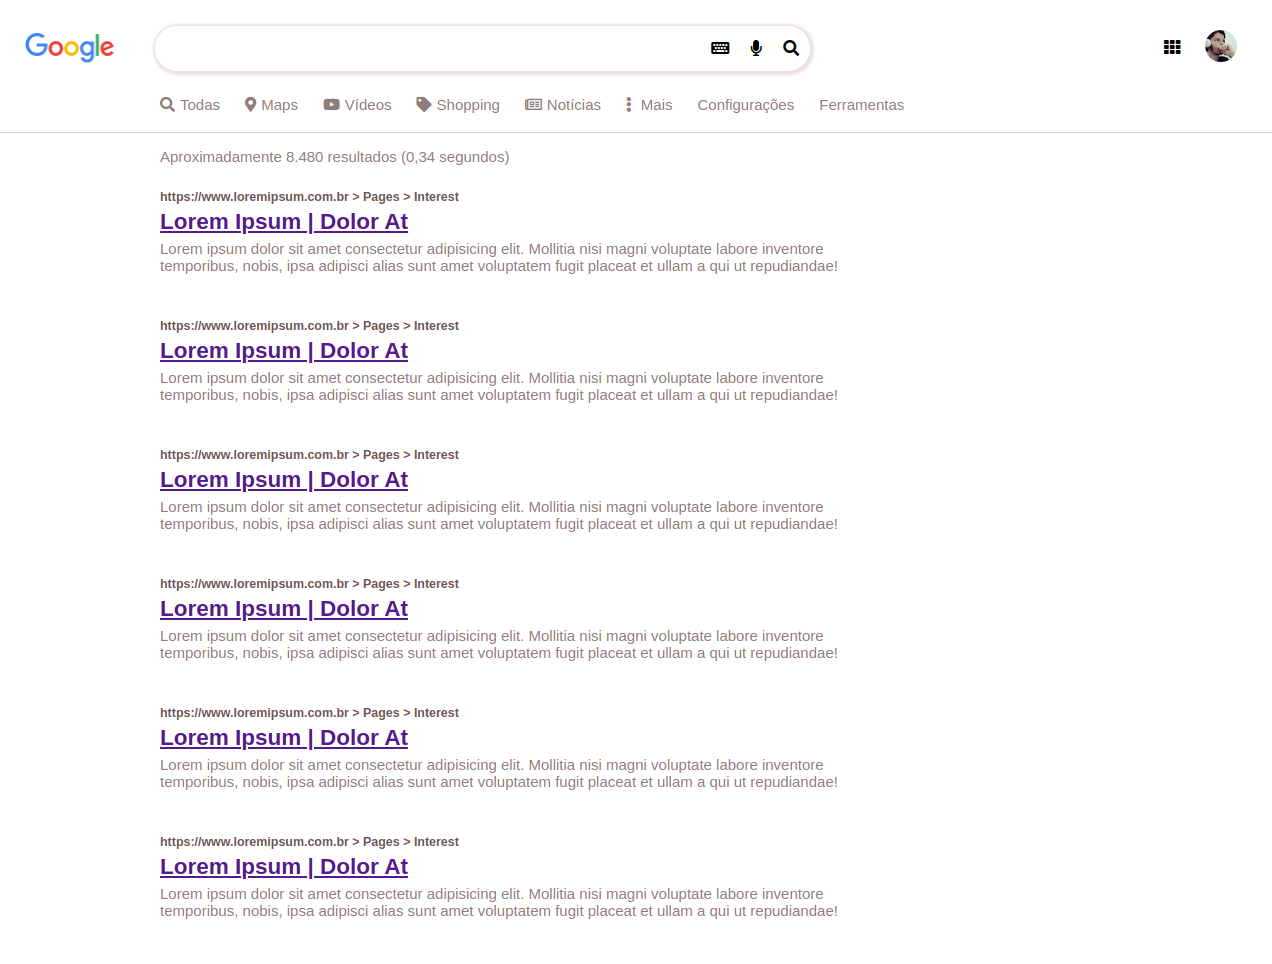 Google
Todas Maps Vídeos Shopping Notícias Mais Configurações Ferramentas
Aproximadamente 8.480 resultados (0,34 segundos)
https://www.loremipsum.com.br > Pages > Interest
Lorem Ipsum | Dolor At
Lorem ipsum dolor sit amet consectetur adipisicing elit. Mollitia nisi magni voluptate labore inventore
temporibus, nobis, ipsa adipisci alias sunt amet voluptatem fugit placeat et ullam a qui ut repudiandae!
https://www.loremipsum.com.br > Pages > Interest
Lorem Ipsum | Dolor At
Lorem ipsum dolor sit amet consectetur adipisicing elit. Mollitia nisi magni voluptate labore inventore
temporibus, nobis, ipsa adipisci alias sunt amet voluptatem fugit placeat et ullam a qui ut repudiandae!
https://www.loremipsum.com.br > Pages > Interest
Lorem Ipsum | Dolor At
Lorem ipsum dolor sit amet consectetur adipisicing elit. Mollitia nisi magni voluptate labore inventore
temporibus, nobis, ipsa adipisci alias sunt amet voluptatem fugit placeat et ullam a qui ut repudiandae!
https://www.loremipsum.com.br > Pages > Interest
Lorem Ipsum | Dolor At
Lorem ipsum dolor sit amet consectetur adipisicing elit. Mollitia nisi magni voluptate labore inventore
temporibus, nobis, ipsa adipisci alias sunt amet voluptatem fugit placeat et ullam a qui ut repudiandae!
https://www.loremipsum.com.br > Pages > Interest
Lorem Ipsum | Dolor At
Lorem ipsum dolor sit amet consectetur adipisicing elit. Mollitia nisi magni voluptate labore inventore
temporibus, nobis, ipsa adipisci alias sunt amet voluptatem fugit placeat et ullam a qui ut repudiandae!
https://www.loremipsum.com.br > Pages > Interest
Lorem Ipsum | Dolor At
Lorem ipsum dolor sit amet consectetur adipisicing elit. Mollitia nisi magni voluptate labore inventore
temporibus, nobis, ipsa adipisci alias sunt amet voluptatem fugit placeat et ullam a qui ut repudiandae!